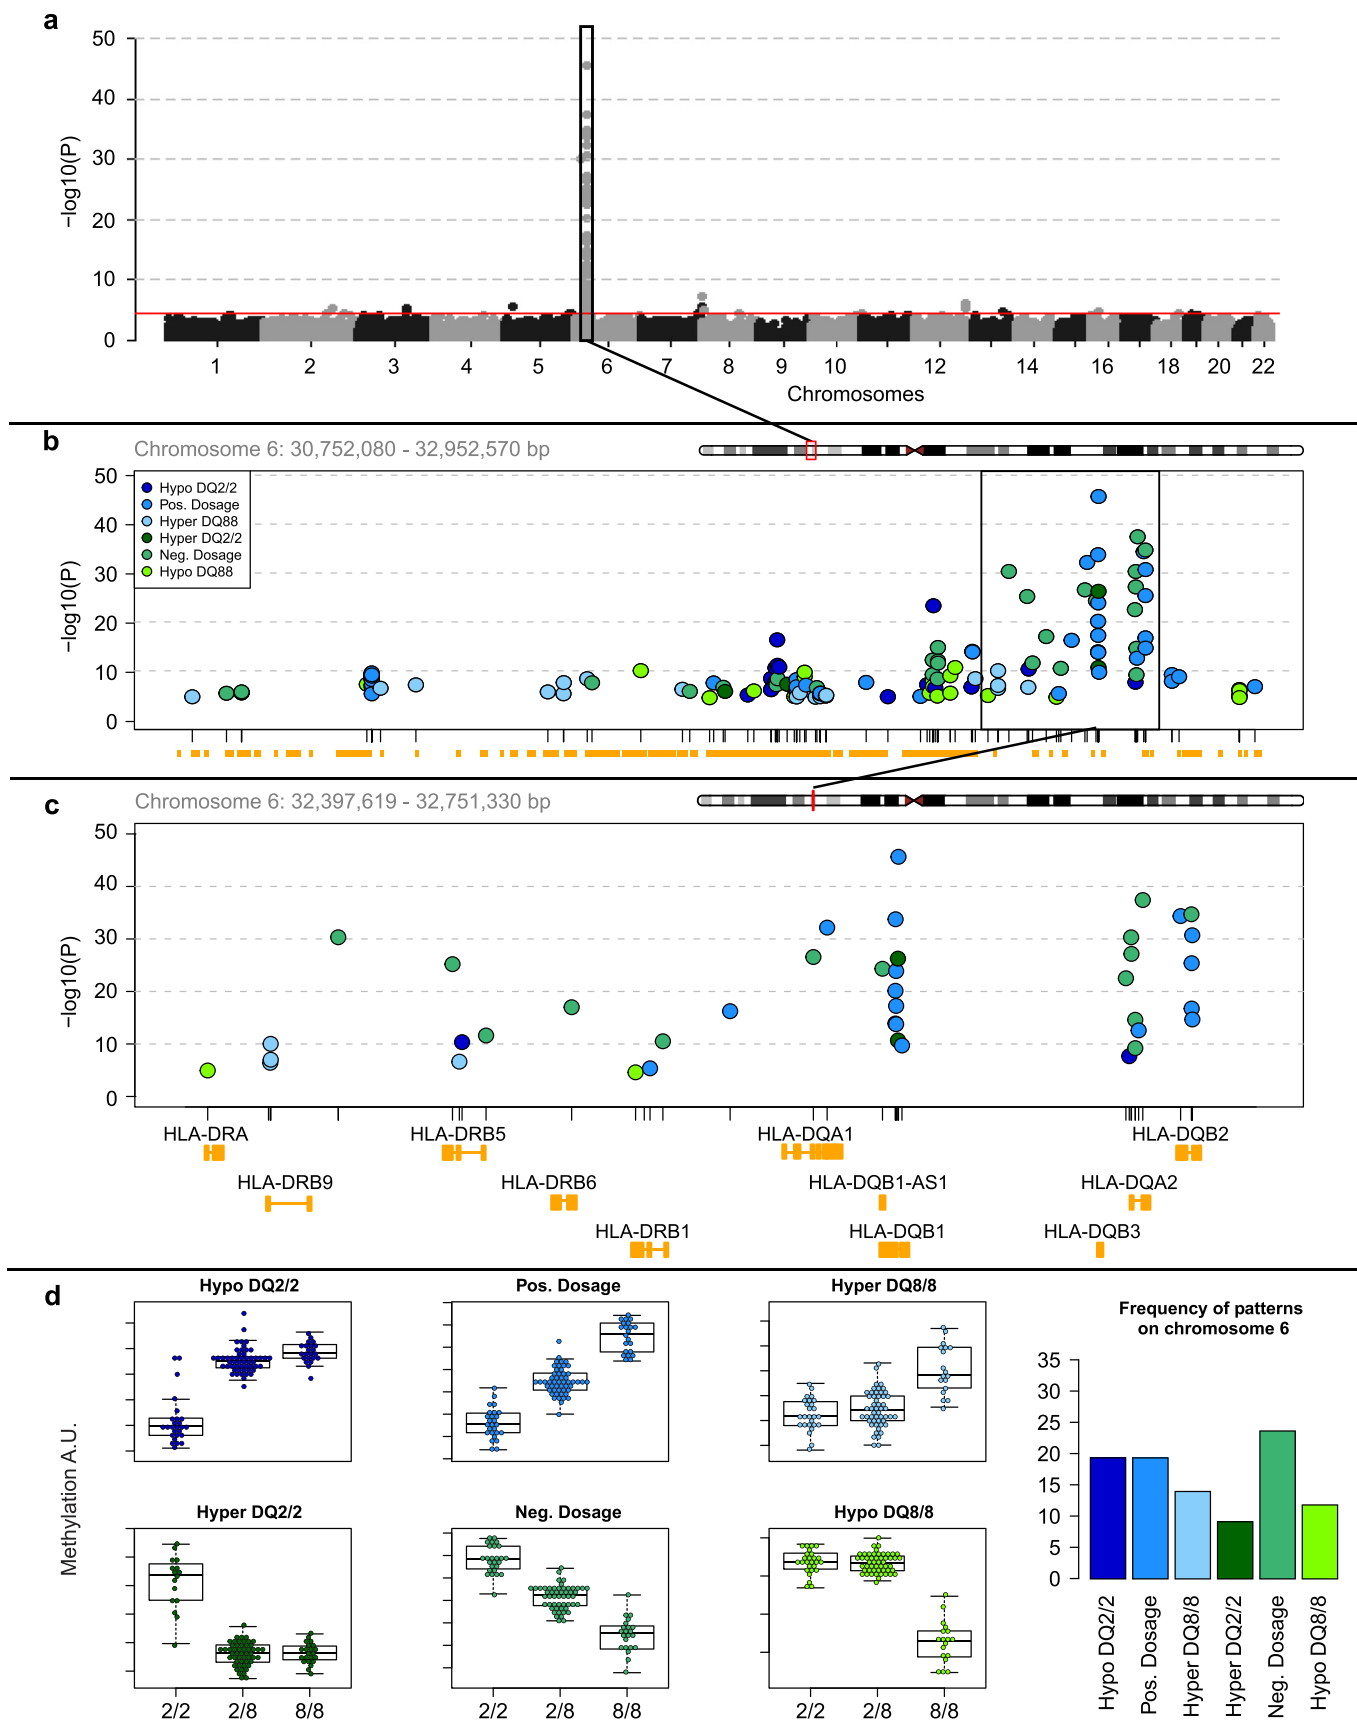 a
50
40
30
20
10
0
−log10(P)
1 2 3 4 5 6 7 8 9 10 12 14 16 18 20 22
Chromosomes
b
Chromosome 6: 30,752,080 - 32,952,570 bp
50
40
30
20
10
0
−log10(P)
Hypo DQ2/2
Pos. Dosage
Hyper DQ88
Hyper DQ2/2
Neg. Dosage
Hypo DQ88
c
Chromosome 6: 32,397,619 - 32,751,330 bp
50
40
30
20
10
0
−log10(P)
HLA-DRA HLA-DRB5 HLA-DQA1 HLA-DQB2
HLA-DRB9 HLA-DRB6 HLA-DQB1-AS1 HLA-DQA2
HLA-DRB1 HLA-DQB1 HLA-DQB3
d
Methylation A.U.
Hypo DQ2/2 Pos. Dosage Hyper DQ8/8
Hyper DQ2/2 Neg. Dosage Hypo DQ8/8
2/2 2/8 8/8 2/2 2/8 8/8 2/2 2/8 8/8
Frequency of patterns
on chromosome 6
35
30
25
20
15
10
5
0
Hypo DQ2/2
Pos. Dosage
Hyper DQ8/8
Hyper DQ2/2
Neg. Dosage
Hypo DQ8/8